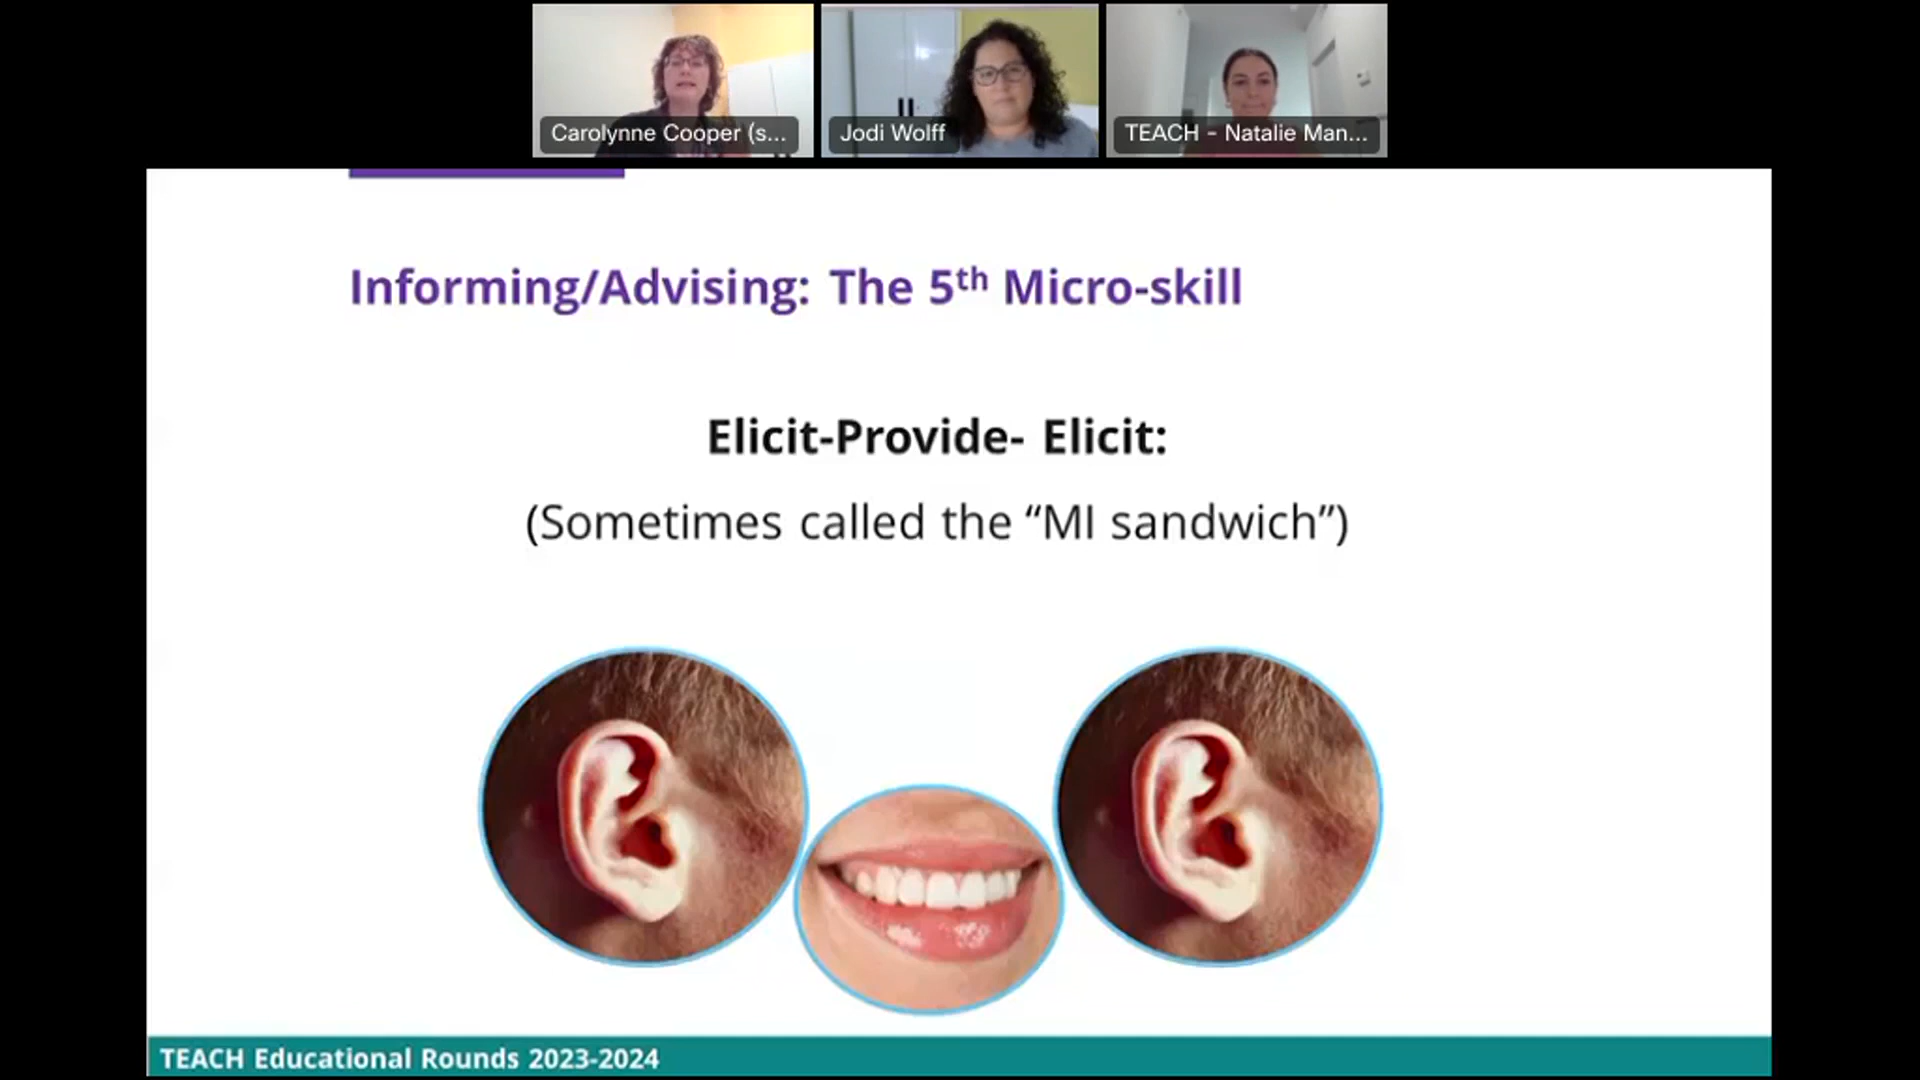 Carolynne Cooper (s...
Jodi Wolff
TEACH - Natalie Man...
Informing/Advising: The 5th Micro-skill
Elicit-Provide- Elicit:
(Sometimes called the “MI sandwich”)
TEACH Educational Rounds 2023-2024